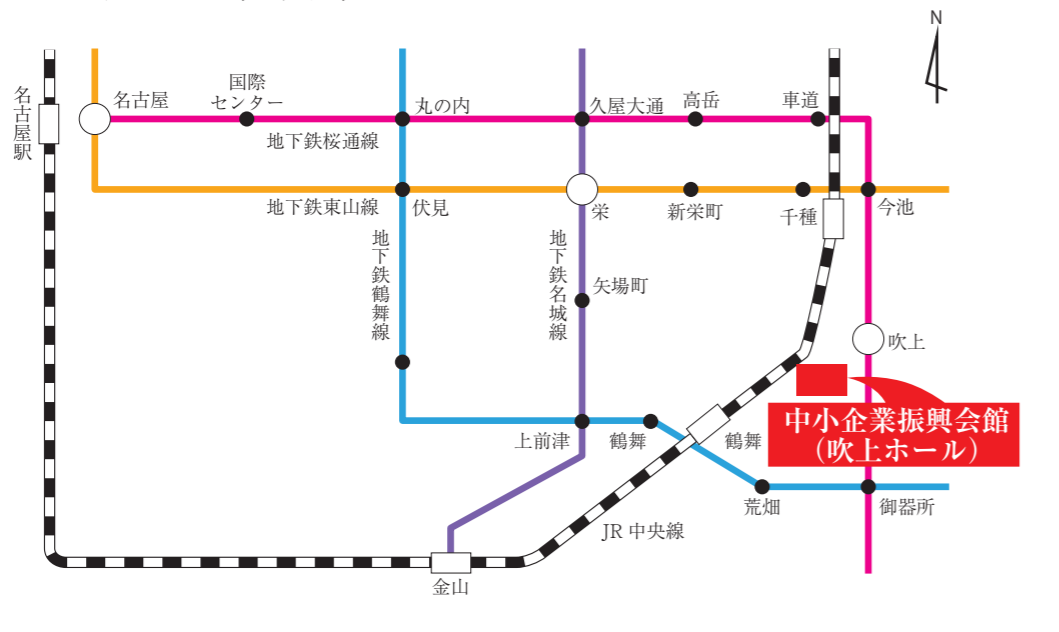 N
名古屋駅
名古屋
国際
センター
丸の内
久屋大通
高岳
車道
地下鉄桜通線
地下鉄東山線
伏見
栄
新栄町
千種
今池
地下鉄鶴舞線
地下鉄名城線
矢場町
吹上
中小企業振興会館
(吹上ホール)
上前津
鶴舞
鶴舞
荒畑
御器所
JR 中央線
金山